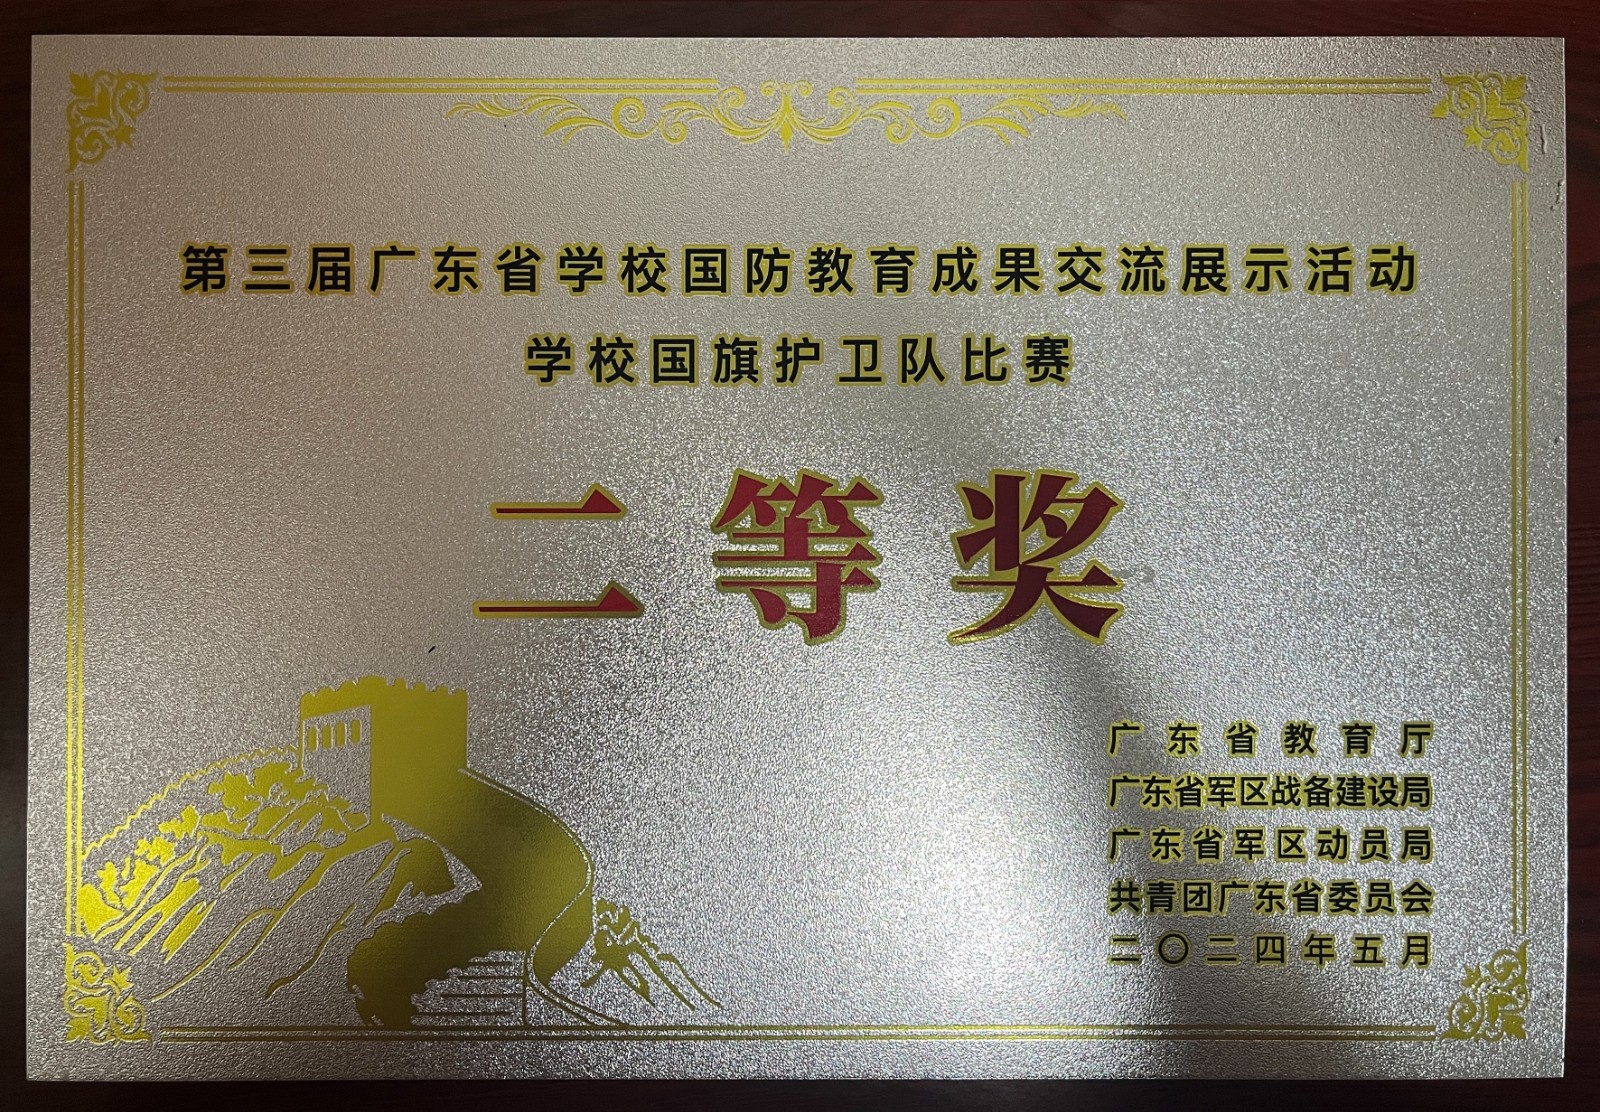 第三届广东省学校国防教育成果交流展示活动
学校国旗护卫队比赛
二等奖
广东省教育厅
广东省军区战备建设局
广东省军区动员局
共青团广东省委员会
二〇二四年五月